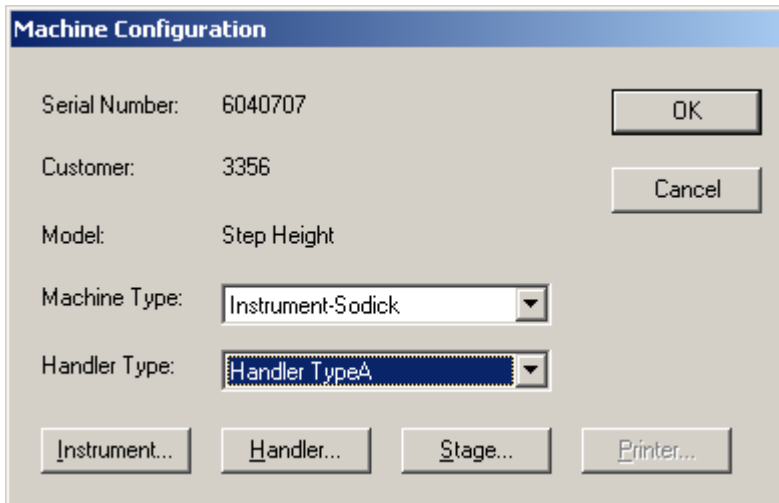 Machine Configuration
Serial Number: 6040707
OK
Customer: 3356
Cancel
Model: Step Height
Machine Type: Instrument-Sodick
Handler Type: Handler TypeA
Instrument... Handler... Stage... Printer...